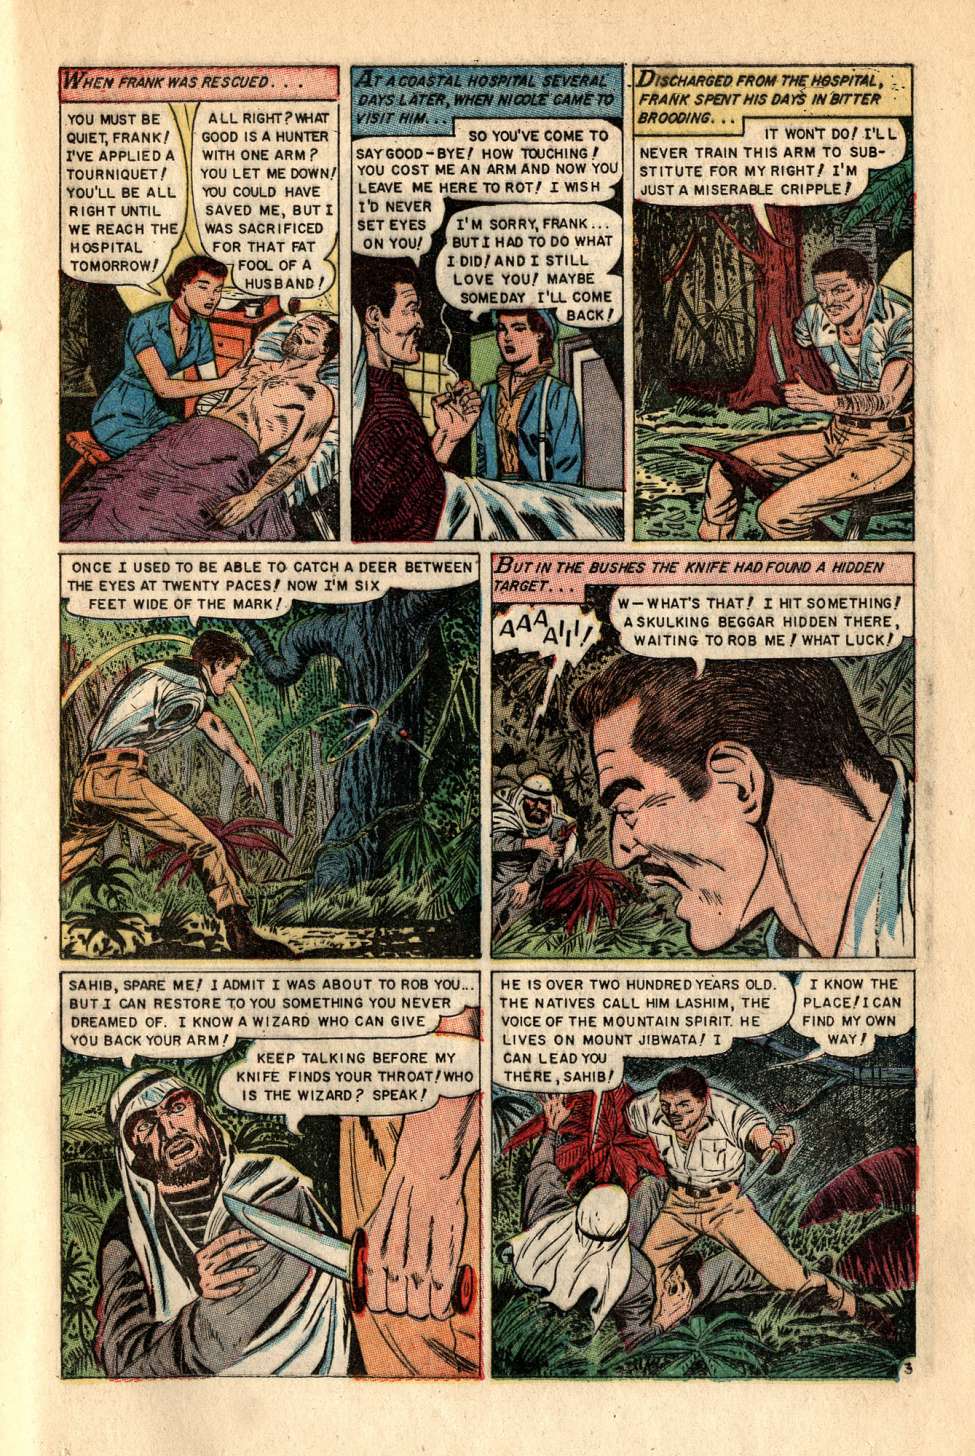 WHEN FRANK WAS RESCUED...
YOU MUST BE
QUIET, FRANK!
I'VE APPLIED A
TOURNIQUET!
YOU'LL BE ALL
RIGHT UNTIL
WE REACH THE
HOSPITAL
TOMORROW!
ALL RIGHT? WHAT
GOOD IS A HUNTER
WITH ONE ARM?
YOU LET ME DOWN!
YOU COULD HAVE
SAVED ME, BUT I
WAS SACRIFICED
FOR THAT FAT
FOOL OF A
HUSBAND!
AT A COASTAL HOSPITAL SEVERAL
DAYS LATER, WHEN NICOLE CAME TO
VISIT HIM...
SO YOU'VE COME TO
SAY GOOD-BYE! HOW TOUCHING!
YOU COST ME AN ARM AND NOW YOU
LEAVE ME HERE TO ROT! I WISH
I'D NEVER
SET EYES
ON YOU!
I'M SORRY, FRANK...
BUT I HAD TO DO WHAT
I DID! AND I STILL
LOVE YOU! MAYBE
SOMEDAY I'LL COME
BACK!
DISCHARGED FROM THE HOSPITAL,
FRANK SPENT HIS DAYS IN BITTER
BROODING...
IT WON'T DO! I'LL
NEVER TRAIN THIS ARM TO SUB-
STITUTE FOR MY RIGHT! I'M
JUST A MISERABLE CRIPPLE!
ONCE I USED TO BE ABLE TO CATCH A DEER BETWEEN
THE EYES AT TWENTY PACES! NOW I'M SIX
FEET WIDE OF THE MARK!
BUT IN THE BUSHES THE KNIFE HAD FOUND A HIDDEN
TARGET...
AAA
AIII!
W-WHAT'S THAT! I HIT SOMETHING!
A SKULKING BEGGAR HIDDEN THERE,
WAITING TO ROB ME! WHAT LUCK!
SAHIB, SPARE ME! I ADMIT I WAS ABOUT TO ROB YOU...
BUT I CAN RESTORE TO YOU SOMETHING YOU NEVER
DREAMED OF. I KNOW A WIZARD WHO CAN GIVE
YOU BACK YOUR ARM!
KEEP TALKING BEFORE MY
KNIFE FINDS YOUR THROAT! WHO
IS THE WIZARD? SPEAK!
HE IS OVER TWO HUNDRED YEARS OLD.
THE NATIVES CALL HIM LASHIM, THE
VOICE OF THE MOUNTAIN SPIRIT. HE
LIVES ON MOUNT JIBWATA! I
CAN LEAD YOU
THERE, SAHIB!
I KNOW THE
PLACE! I CAN
FIND MY OWN
WAY!
3